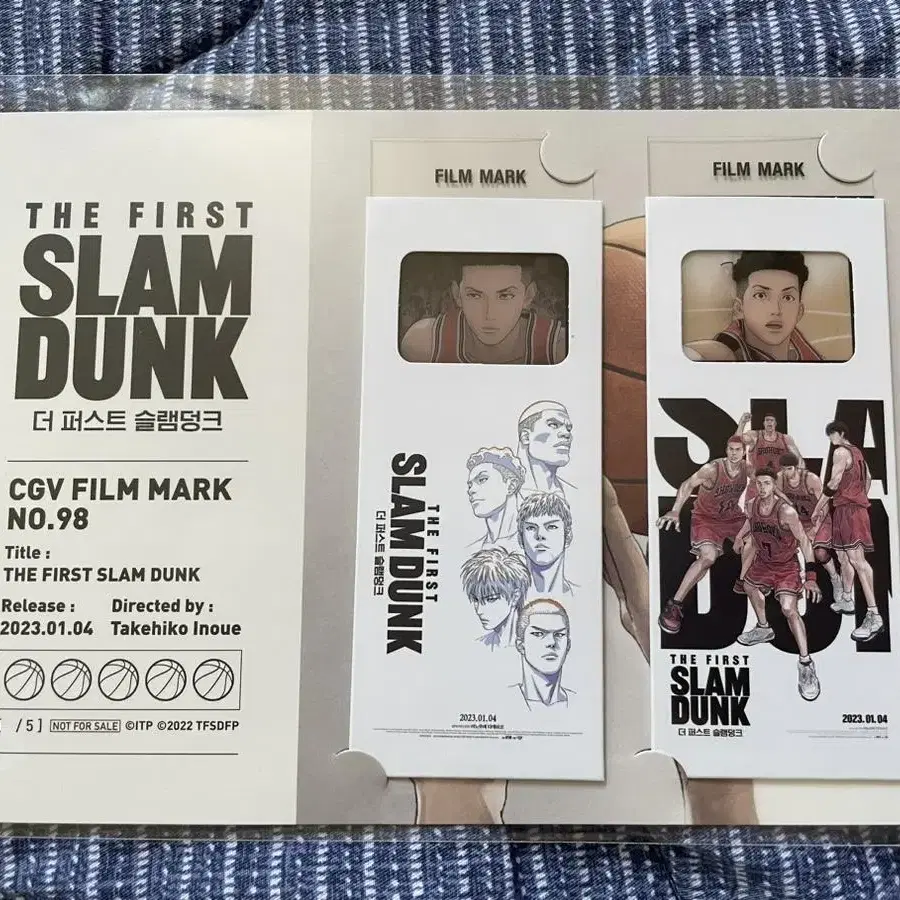 THE FIRST
SLAM
DUNK
더 퍼스트 슬램덩크
CGV FILM MARK
NO.98
Title :
THE FIRST SLAM DUNK
Release : Directed by :
2023.01.04 Takehiko Inoue
/ 5 ] NOT FOR SALE ©ITP ©2022 TFSDFP
FILM MARK
THE FIRST
SLAM DUNK
더 퍼스트 슬램덩크
2023.01.04
FILM MARK
SLA
DUN
THE FIRST
SLAM
DUNK
더 퍼스트 슬램덩크
2023.01.04